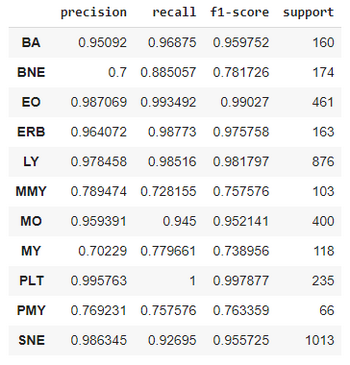 precision recall f1-score support
BA 0.95092 0.96875 0.959752 160
BNE 0.7 0.885057 0.781726 174
EO 0.987069 0.993492 0.99027 461
ERB 0.964072 0.98773 0.975758 163
LY 0.978458 0.98516 0.981797 876
MMY 0.789474 0.728155 0.757576 103
MO 0.959391 0.945 0.952141 400
MY 0.70229 0.779661 0.738956 118
PLT 0.995763 1 0.997877 235
PMY 0.769231 0.757576 0.763359 66
SNE 0.986345 0.92695 0.955725 1013